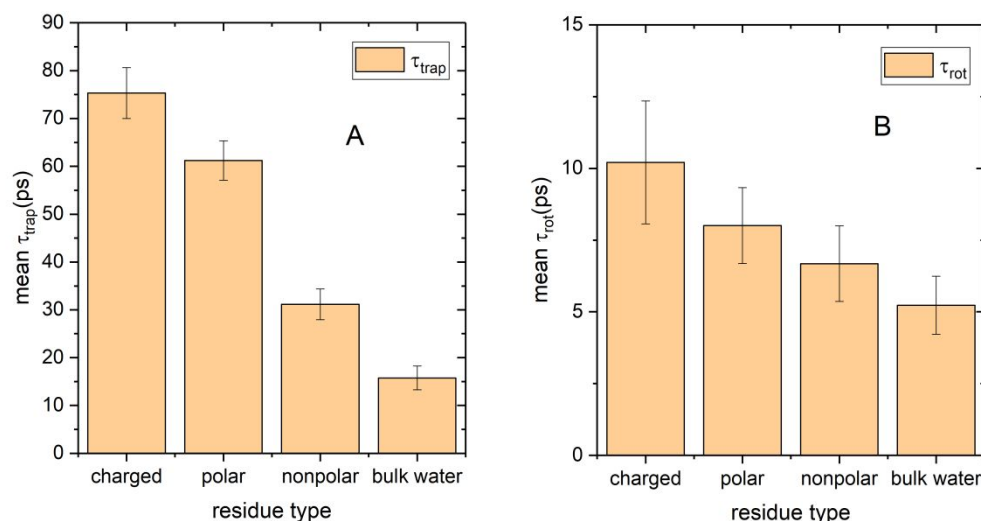 90
80
70
60
50
40
30
20
10
0
mean τtrap(ps)
τtrap
A
charged polar nonpolar bulk water
residue type
15
10
5
0
mean τrot(ps)
τrot
B
charged polar nonpolar bulk water
residue type